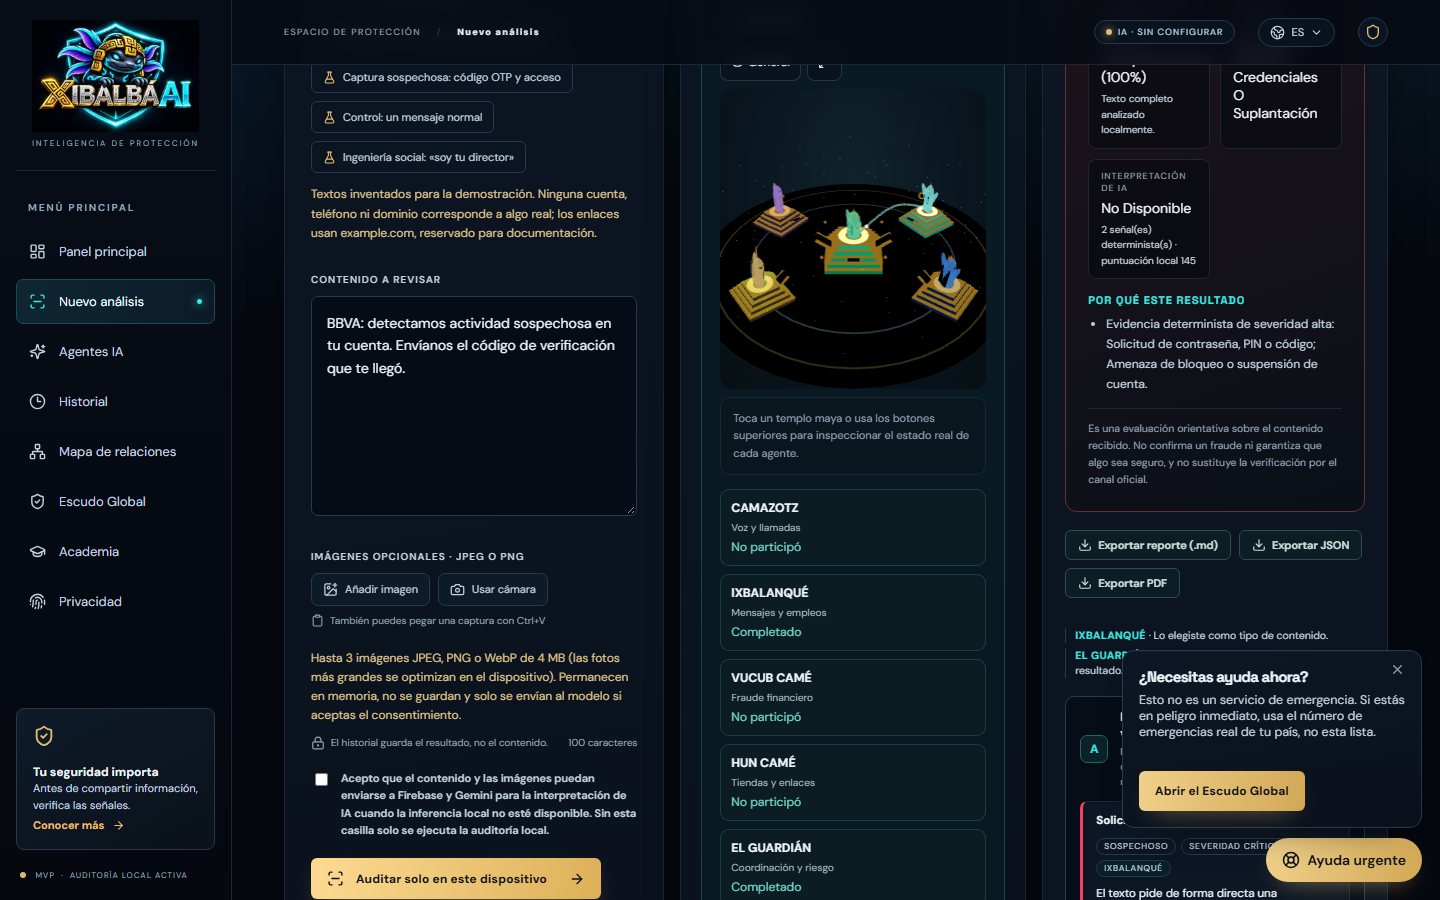 XIBALBÁ AI
INTELIGENCIA DE PROTECCIÓN
MENÚ PRINCIPAL
Panel principal
Nuevo análisis
Agentes IA
Historial
Mapa de relaciones
Escudo Global
Academia
Privacidad
Tu seguridad importa
Antes de compartir información,
verifica las señales.
Conocer más
MVP · AUDITORÍA LOCAL ACTIVA
ESPACIO DE PROTECCIÓN / Nuevo análisis
IA · SIN CONFIGURAR
ES
Captura sospechosa: código OTP y acceso
Control: un mensaje normal
Ingeniería social: «soy tu director»
Textos inventados para la demostración. Ninguna cuenta,
teléfono ni dominio corresponde a algo real; los enlaces
usan example.com, reservado para documentación.
CONTENIDO A REVISAR
BBVA: detectamos actividad sospechosa en
tu cuenta. Envíanos el código de verificación
que te llegó.
IMÁGENES OPCIONALES · JPEG O PNG
Añadir imagen
Usar cámara
También puedes pegar una captura con Ctrl+V
Hasta 3 imágenes JPEG, PNG o WebP de 4 MB (las fotos
más grandes se optimizan en el dispositivo). Permanecen
en memoria, no se guardan y solo se envían al modelo si
aceptas el consentimiento.
El historial guarda el resultado, no el contenido.
100 caracteres
Acepto que el contenido y las imágenes puedan
enviarse a Firebase y Gemini para la interpretación de
IA cuando la inferencia local no esté disponible. Sin esta
casilla solo se ejecuta la auditoría local.
Auditar solo en este dispositivo
Toca un templo maya o usa los botones
superiores para inspeccionar el estado real de
cada agente.
CAMAZOTZ
Voz y llamadas
No participó
IXBALANQUÉ
Mensajes y empleos
Completado
VUCUB CAMÉ
Fraude financiero
No participó
HUN CAMÉ
Tiendas y enlaces
No participó
EL GUARDIÁN
Coordinación y riesgo
Completado
(100%)
Texto completo
analizado
localmente.
Credenciales
O
Suplantación
INTERPRETACIÓN
DE IA
No Disponible
2 señal(es)
determinista(s) ·
puntuación local 145
POR QUÉ ESTE RESULTADO
• Evidencia determinista de severidad alta:
Solicitud de contraseña, PIN o código;
Amenaza de bloqueo o suspensión de
cuenta.
Es una evaluación orientativa sobre el contenido
recibido. No confirma un fraude ni garantiza que
algo sea seguro, y no sustituye la verificación por el
canal oficial.
Exportar reporte (.md)
Exportar JSON
Exportar PDF
IXBALANQUÉ · Lo elegiste como tipo de contenido.
EL
resultado.
A
¿Necesitas ayuda ahora?
Esto no es un servicio de emergencia. Si estás
en peligro inmediato, usa el número de
emergencias real de tu país, no esta lista.
Abrir el Escudo Global
SOSPECHOSO
SEVERIDAD
IXBALANQUÉ
El texto pide de forma directa una
Ayuda urgente